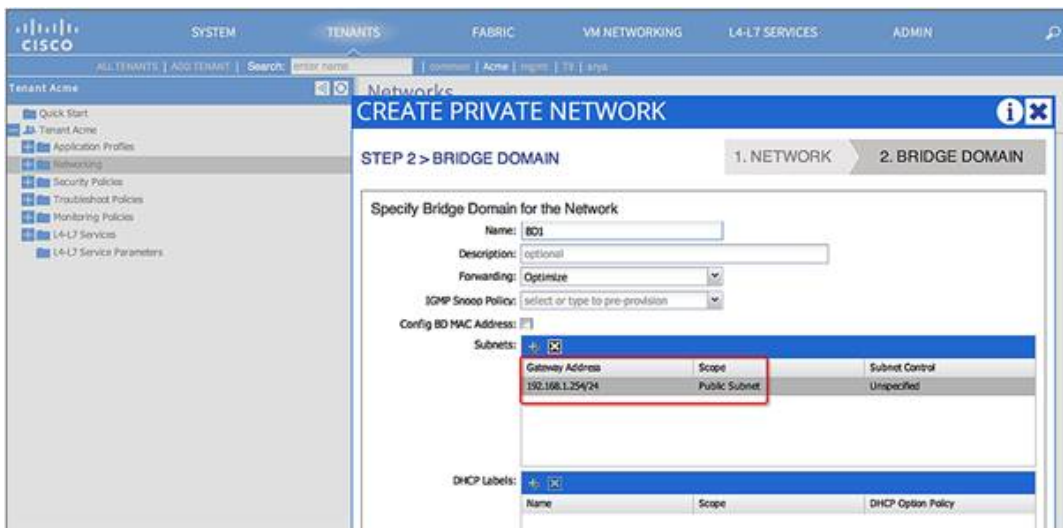 CISCO
SYSTEM TENANTS FABRIC VM NETWORKING L4-L7 SERVICES ADMIN
ALL TENANTS | ADD TENANT | Search: enter name | common | Acme | mgmt |
Tenant Acme
Networks
Quick Start
Tenant Acme
Application Profiles
Networking
Security Policies
Troubleshoot Policies
Monitoring Policies
L4-L7 Services
L4-L7 Service Parameters
CREATE PRIVATE NETWORK
STEP 2 > BRIDGE DOMAIN
1. NETWORK 2. BRIDGE DOMAIN
Specify Bridge Domain for the Network
Name: BD1
Description: optional
Forwarding: Optimize
IGMP Snoop Policy: select or type to pre-provision
Config BD MAC Address:
Subnets:
Gateway Address Scope Subnet Control
192.168.1.254/24 Public Subnet Unspecified
DHCP Labels:
Name Scope DHCP Option Policy